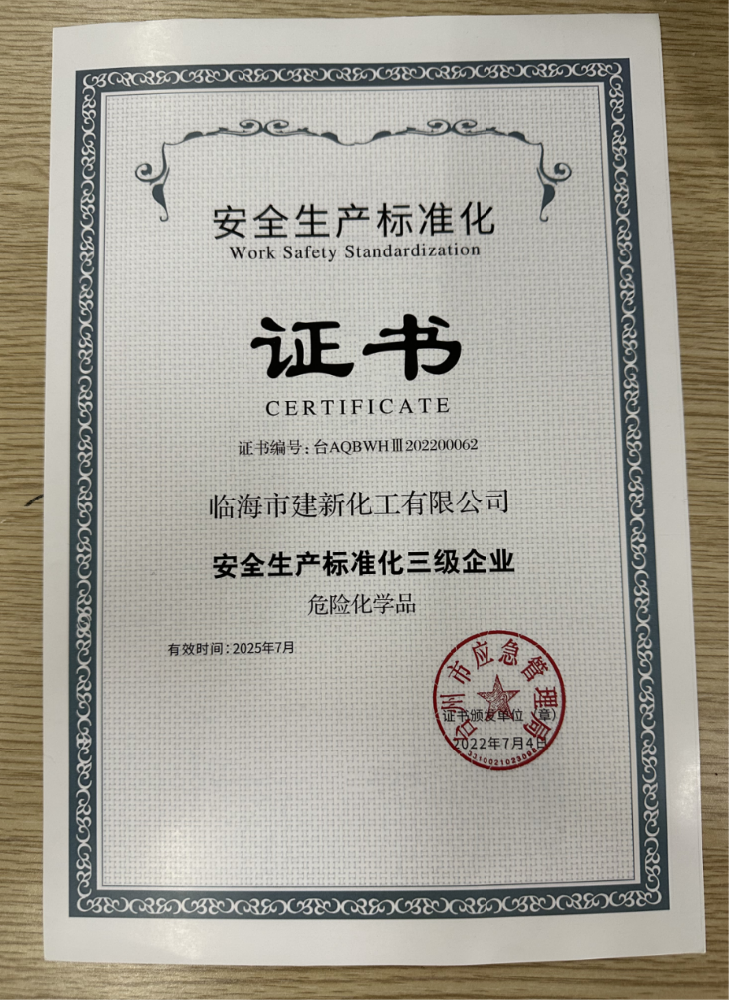 安全生产标准化
Work Safety Standardization
证书
CERTIFICATE
证书编号：台AQBWHⅢ202200062
临海市建新化工有限公司
安全生产标准化三级企业
危险化学品
有效时间：2025年7月
台州市应急管理局
证书颁发单位（章）
2022年7月4日